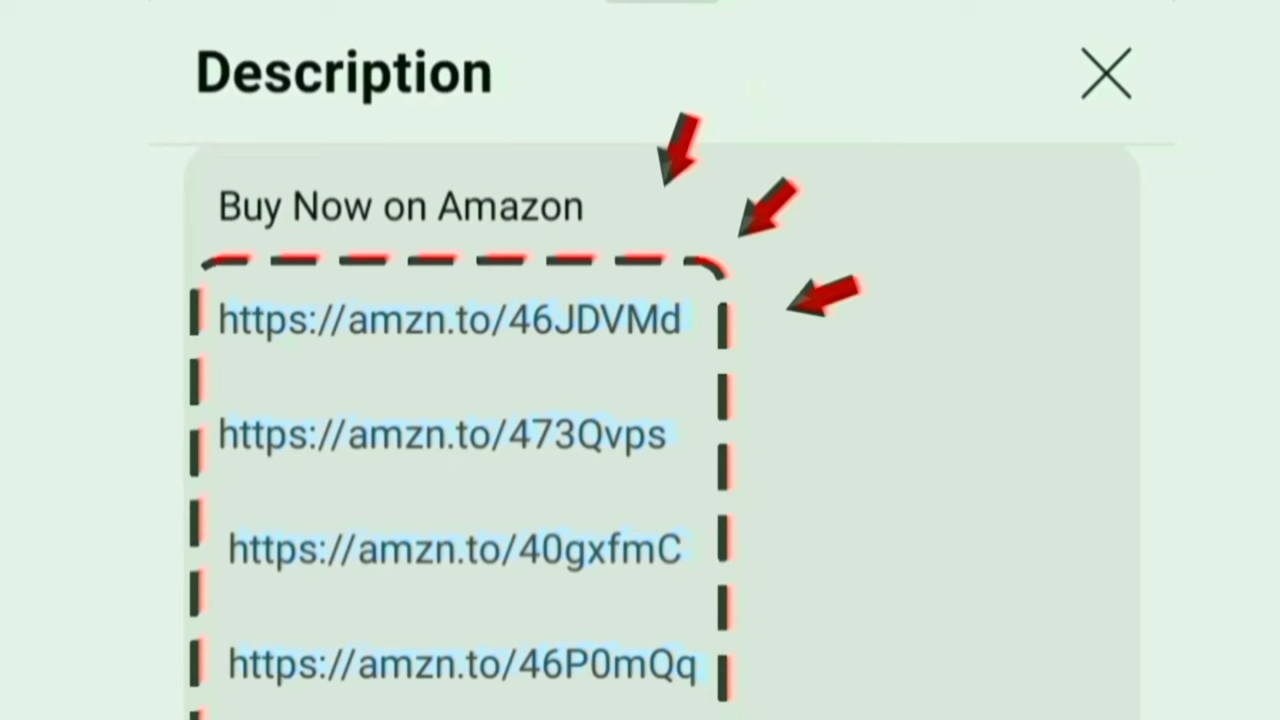 Description
Buy Now on Amazon
https://amzn.to/46JDVMd
https://amzn.to/473Qvps
https://amzn.to/40gxfmC
https://amzn.to/46P0mQq